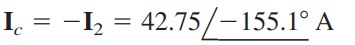 I_c = −I_2 = 42.75/−155.1° A